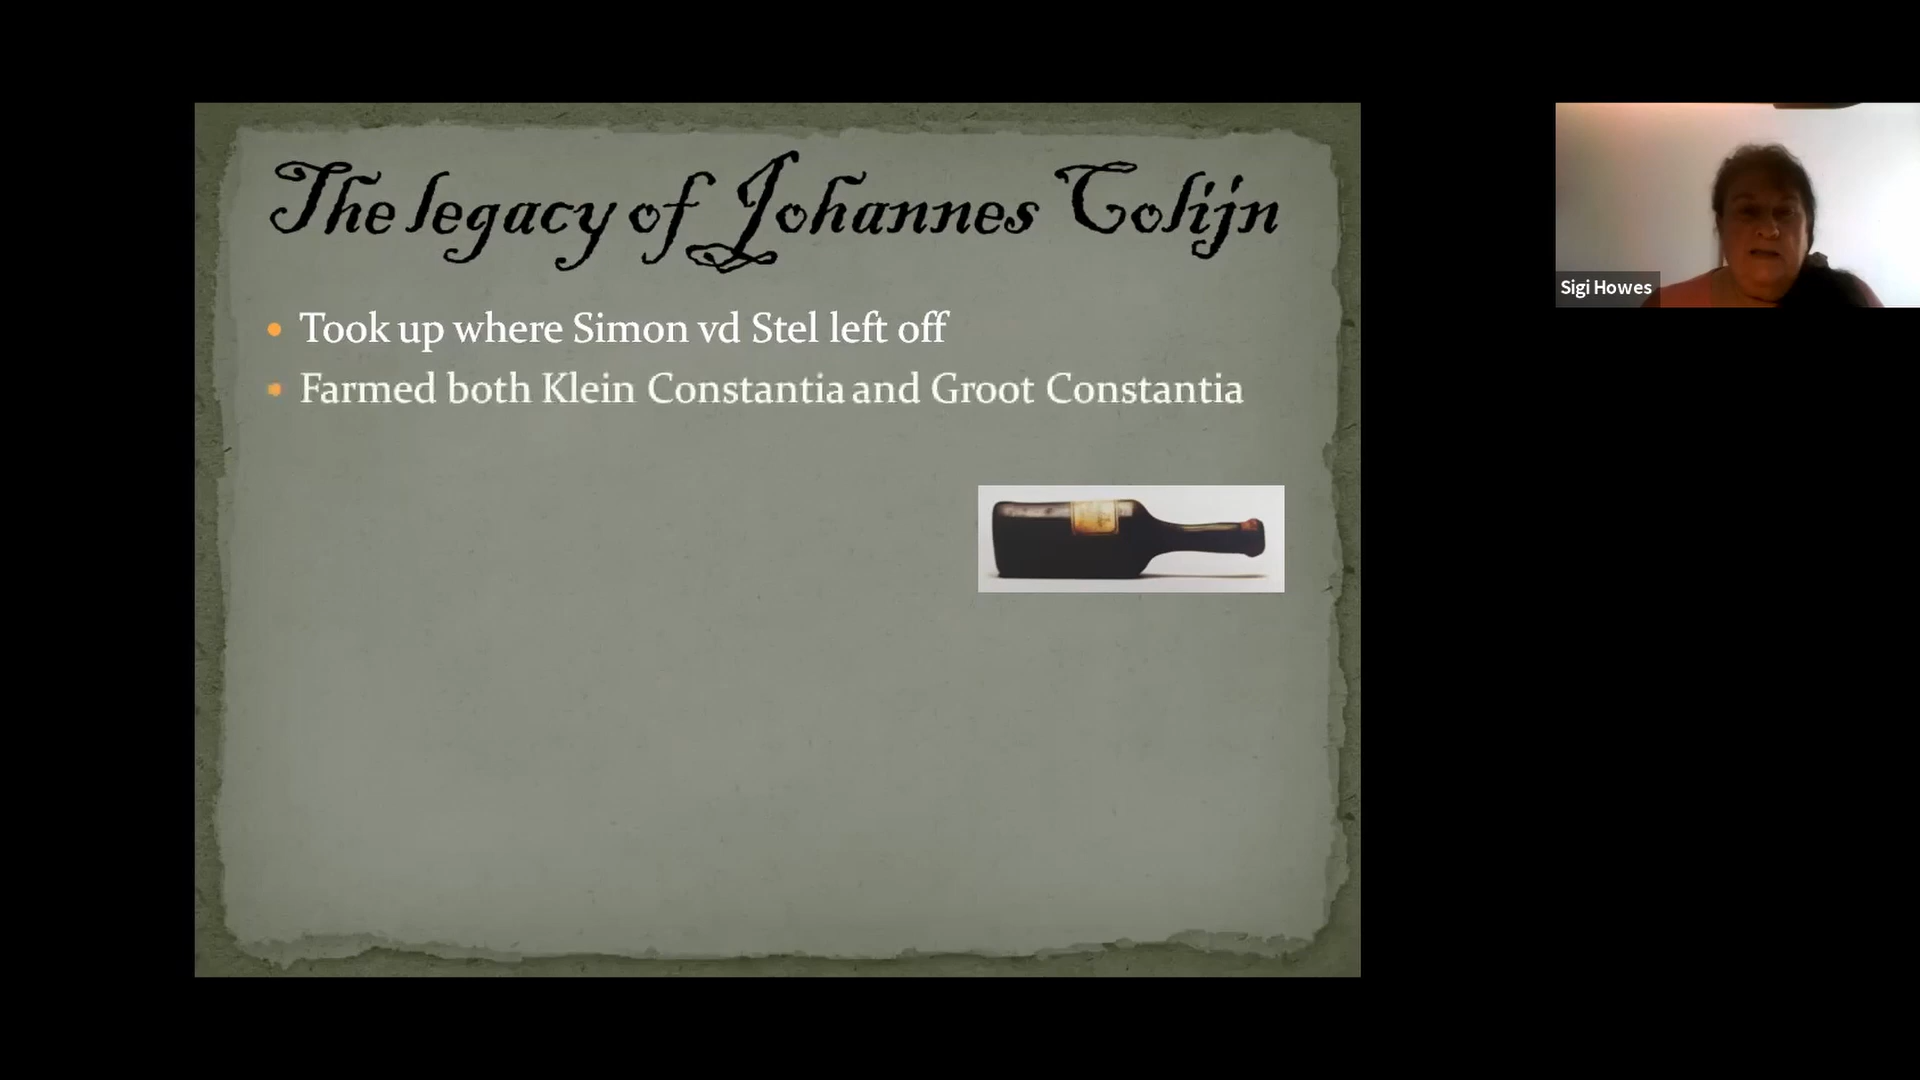 The legacy of Johannes Colijn
Took up where Simon vd Stel left off
Farmed both Klein Constantia and Groot Constantia
Sigi Howes